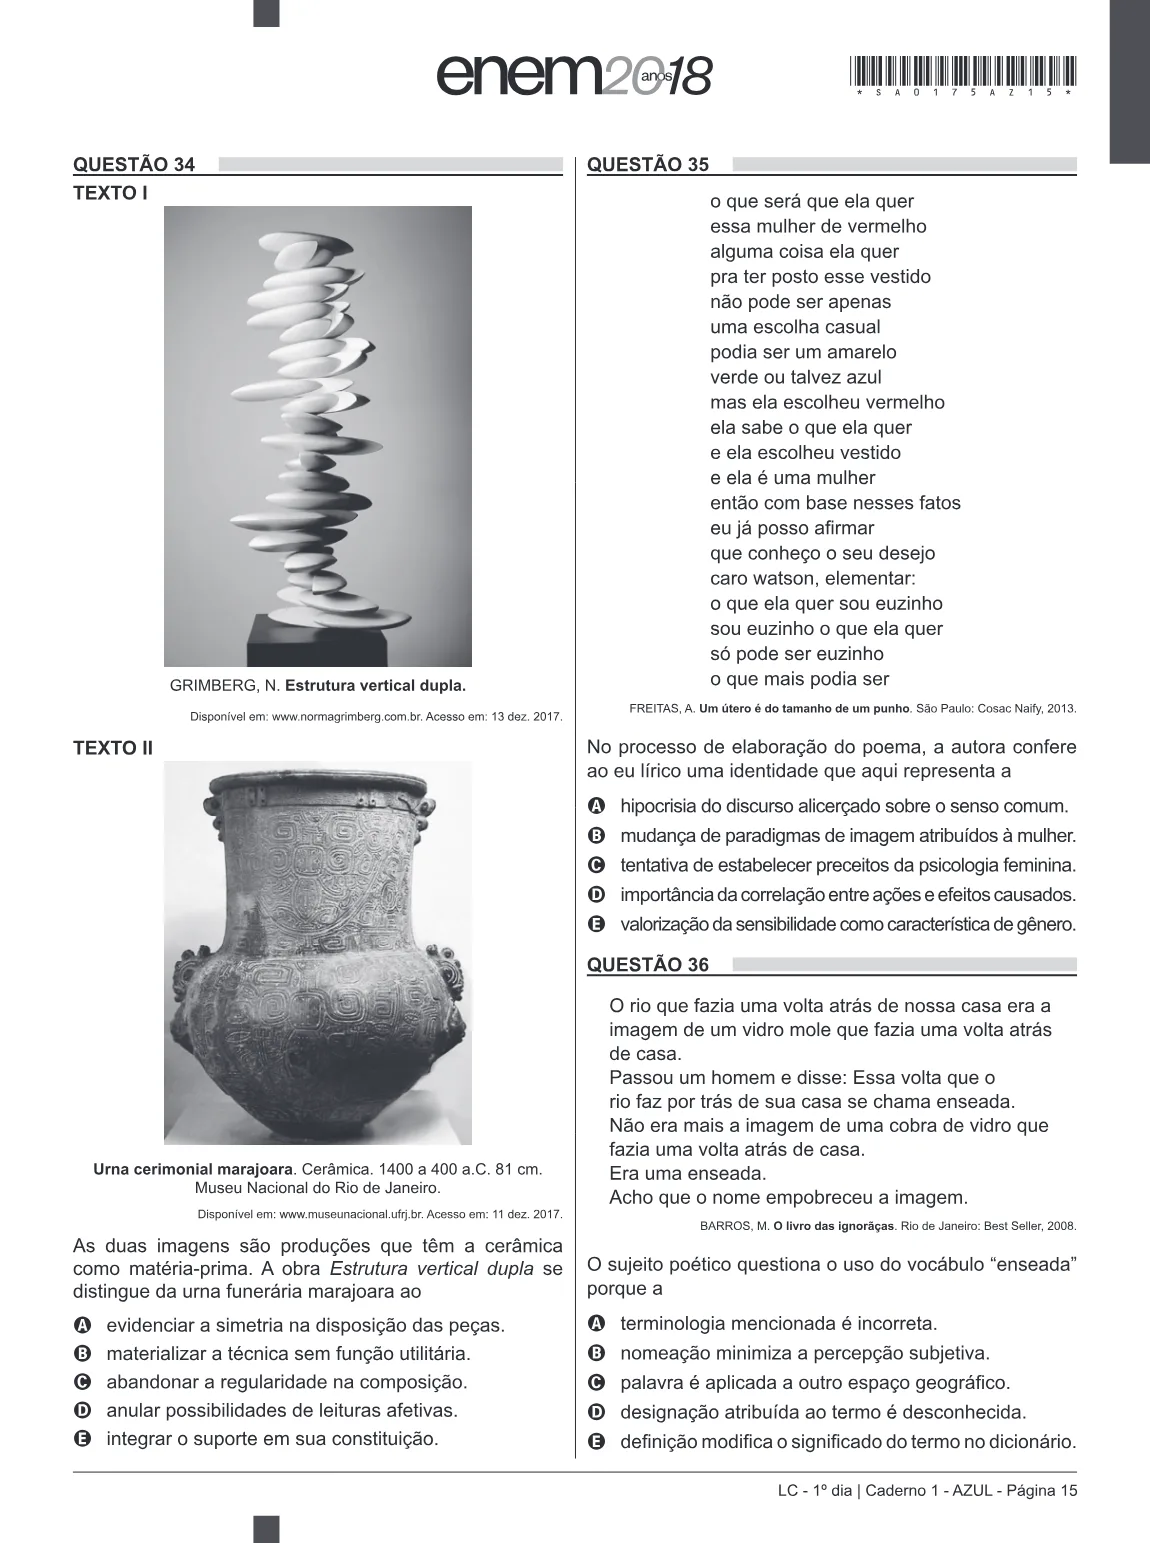 enem2018
anos
*SA0175AZ15*
QUESTÃO 34
TEXTO I
GRIMBERG, N. Estrutura vertical dupla.
Disponível em: www.normagrimberg.com.br. Acesso em: 13 dez. 2017.
TEXTO II
Urna cerimonial marajoara. Cerâmica. 1400 a 400 a.C. 81 cm.
Museu Nacional do Rio de Janeiro.
Disponível em: www.museunacional.ufrj.br. Acesso em: 11 dez. 2017.
As duas imagens são produções que têm a cerâmica
como matéria-prima. A obra Estrutura vertical dupla se
distingue da urna funerária marajoara ao
A evidenciar a simetria na disposição das peças.
B materializar a técnica sem função utilitária.
C abandonar a regularidade na composição.
D anular possibilidades de leituras afetivas.
E integrar o suporte em sua constituição.
QUESTÃO 35
o que será que ela quer
essa mulher de vermelho
alguma coisa ela quer
pra ter posto esse vestido
não pode ser apenas
uma escolha casual
podia ser um amarelo
verde ou talvez azul
mas ela escolheu vermelho
ela sabe o que ela quer
e ela escolheu vestido
e ela é uma mulher
então com base nesses fatos
eu já posso afirmar
que conheço o seu desejo
caro watson, elementar:
o que ela quer sou euzinho
sou euzinho o que ela quer
só pode ser euzinho
o que mais podia ser
FREITAS, A. Um útero é do tamanho de um punho. São Paulo: Cosac Naify, 2013.
No processo de elaboração do poema, a autora confere
ao eu lírico uma identidade que aqui representa a
A hipocrisia do discurso alicerçado sobre o senso comum.
B mudança de paradigmas de imagem atribuídos à mulher.
C tentativa de estabelecer preceitos da psicologia feminina.
D importância da correlação entre ações e efeitos causados.
E valorização da sensibilidade como característica de gênero.
QUESTÃO 36
O rio que fazia uma volta atrás de nossa casa era a
imagem de um vidro mole que fazia uma volta atrás
de casa.
Passou um homem e disse: Essa volta que o
rio faz por trás de sua casa se chama enseada.
Não era mais a imagem de uma cobra de vidro que
fazia uma volta atrás de casa.
Era uma enseada.
Acho que o nome empobreceu a imagem.
BARROS, M. O livro das ignorãças. Rio de Janeiro: Best Seller, 2008.
O sujeito poético questiona o uso do vocábulo “enseada”
porque a
A terminologia mencionada é incorreta.
B nomeação minimiza a percepção subjetiva.
C palavra é aplicada a outro espaço geográfico.
D designação atribuída ao termo é desconhecida.
E definição modifica o significado do termo no dicionário.
LC - 1º dia | Caderno 1 - AZUL - Página 15